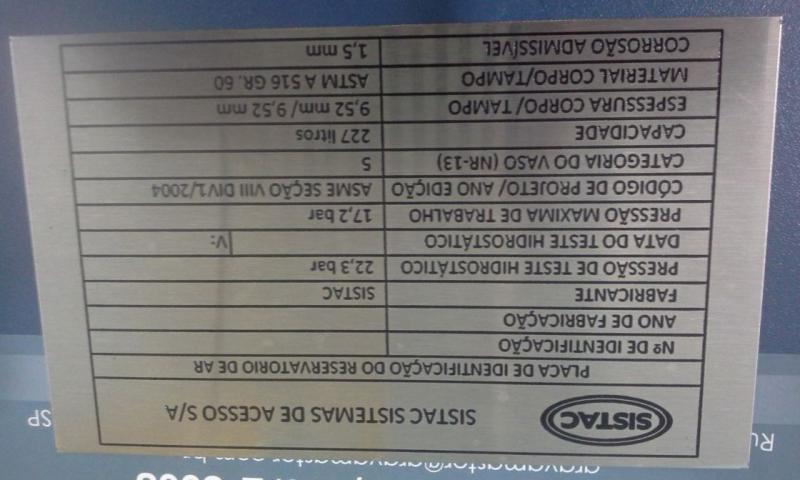 SISTAC
SISTAC SISTEMAS DE ACESSO S/A
PLACA DE IDENTIFICAÇÃO DO RESERVATORIO DE AR
Nº DE IDENTIFICAÇÃO
ANO DE FABRICAÇÃO
FABRICANTE SISTAC
PRESSÃO DE TESTE HIDROSTÁTICO 22,3 bar
DATA DO TESTE HIDROSTÁTICO V:
PRESSÃO MAXIMA DE TRABALHO 17,2 bar
CÓDIGO DE PROJETO/ ANO EDIÇÃO ASME SEÇÃO VIII DIV1/2004
CATEGORIA DO VASO (NR-13) 5
CAPACIDADE 227 litros
ESPESSURA CORPO/ TAMPO 9,52 mm/ 9,52 mm
MATERIAL CORPO/TAMPO ASTM A 516 GR. 60
CORROSÃO ADMISSÍVEL 1,5 mm
SP